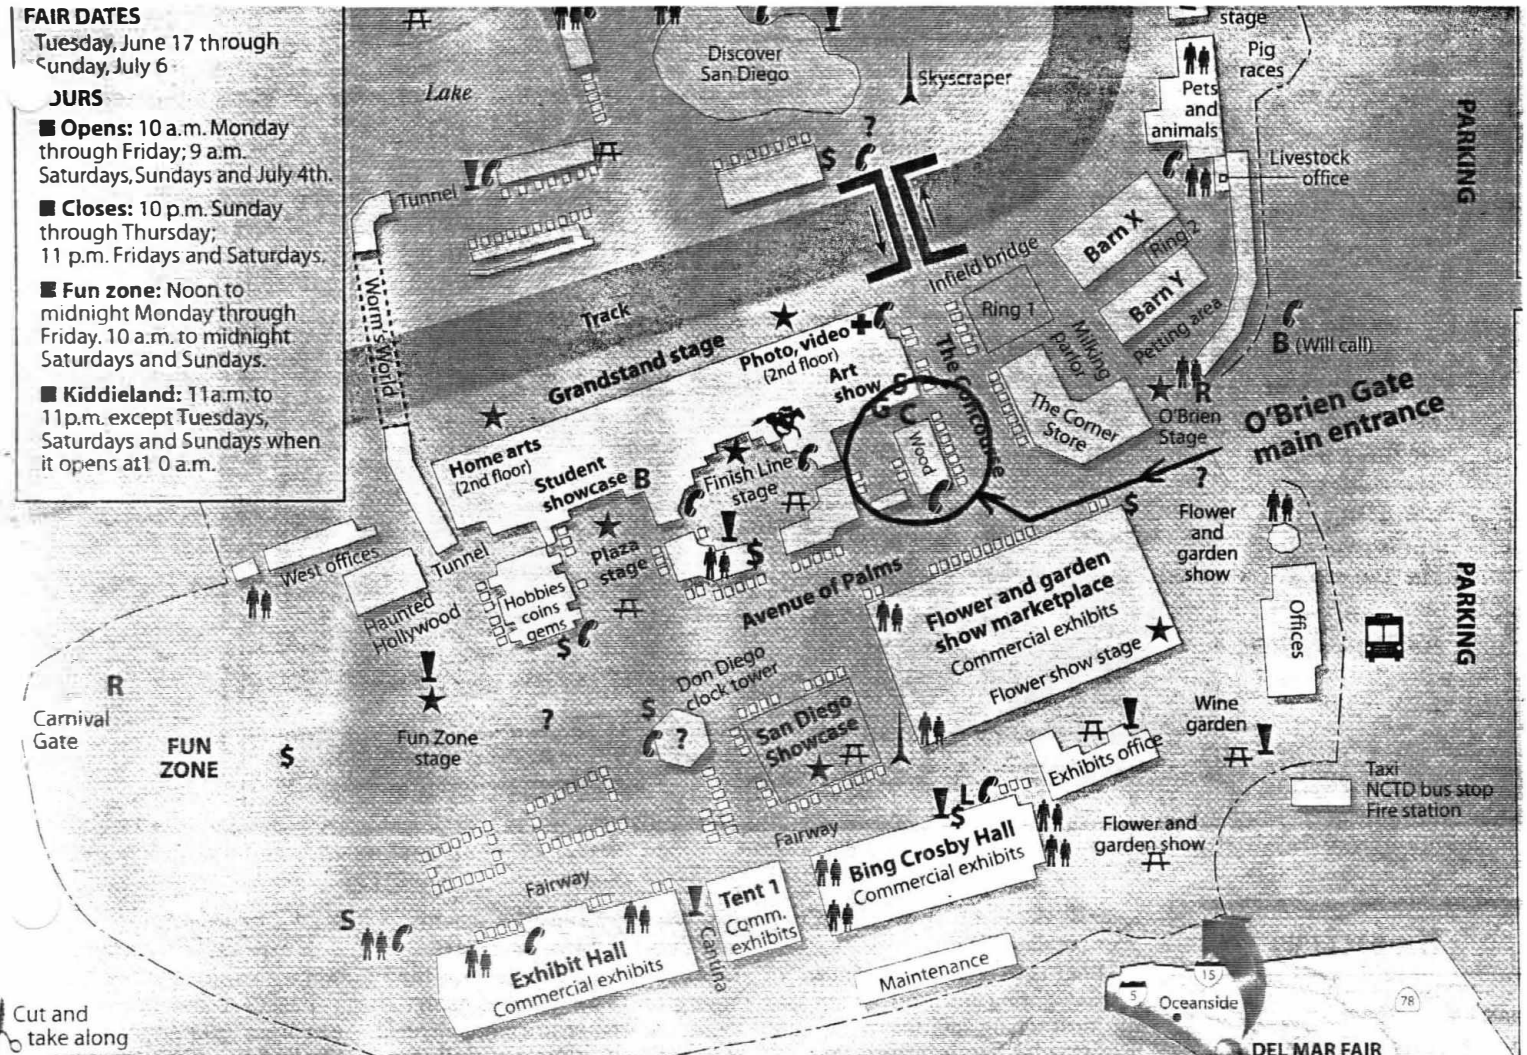 FAIR DATES
Tuesday, June 17 through
Sunday, July 6
OURS
■ Opens: 10 a.m. Monday
through Friday; 9 a.m.
Saturdays, Sundays and July 4th.
■ Closes: 10 p.m. Sunday
through Thursday;
11 p.m. Fridays and Saturdays.
■ Fun zone: Noon to
midnight Monday through
Friday. 10 a.m. to midnight
Saturdays and Sundays.
■ Kiddieland: 11a.m. to
11p.m. except Tuesdays,
Saturdays and Sundays when
it opens at1 0 a.m.
Lake
Discover
San Diego
Skyscraper
stage
Pig
races
Pets
and
animals
PARKING
Livestock
office
?
$
Tunnel
Worm's World
Track
Infield bridge
Barn X
Ring 2
Barn Y
Ring 1
Petting area
Milking
parlor
B (Will call)
Grandstand stage
Photo, video
(2nd floor)
Art
show
S
G C
The Concourse
Wood
The Corner
Store
R
O'Brien
Stage
O'Brien Gate
main entrance
?
$
Home arts
(2nd floor)
Student
showcase B
Finish Line
stage
Plaza
stage
$
Flower
and
garden
show
West offices
Tunnel
Haunted
Hollywood
Hobbies
coins
gems
$
Avenue of Palms
Flower and garden
show marketplace
Commercial exhibits
Flower show stage
Offices
PARKING
R
Carnival
Gate
FUN
ZONE
$
Fun Zone
stage
?
Don Diego
clock tower
$
?
San Diego
Showcase
Wine
garden
Exhibits office
Taxi
NCTD bus stop
Fire station
L
$
Fairway
Bing Crosby Hall
Commercial exhibits
Flower and
garden show
Fairway
S
Tent 1
Comm.
exhibits
Cantina
Exhibit Hall
Commercial exhibits
Maintenance
5
15
Oceanside
78
DEL MAR FAIR
Cut and
take along